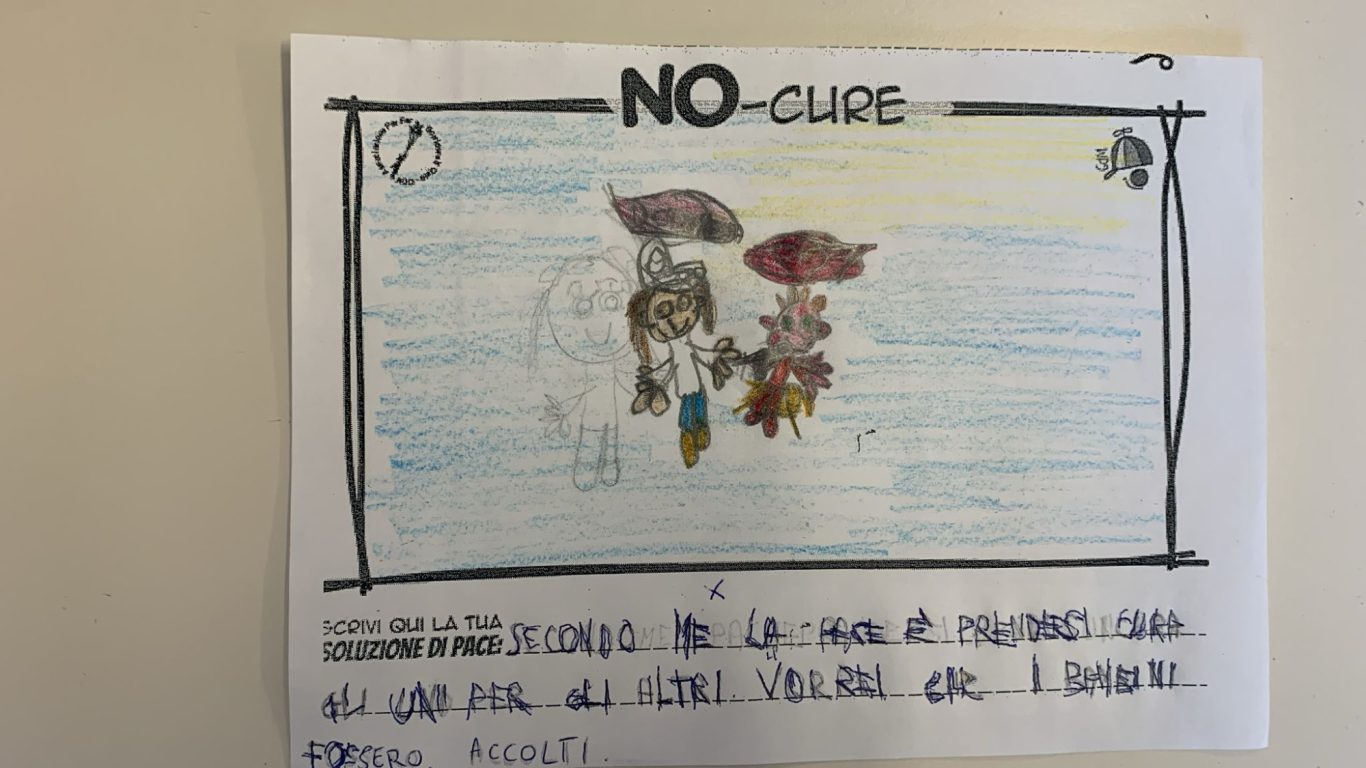 NO-CURE
SCRIVI QUI LA TUA
SOLUZIONE DI PACE:
SECONDO ME LA PACE È PRENDERSI CURA
GLI UNI PER GLI ALTRI. VORREI CHE I BAMBINI
FOSSERO ACCOLTI.